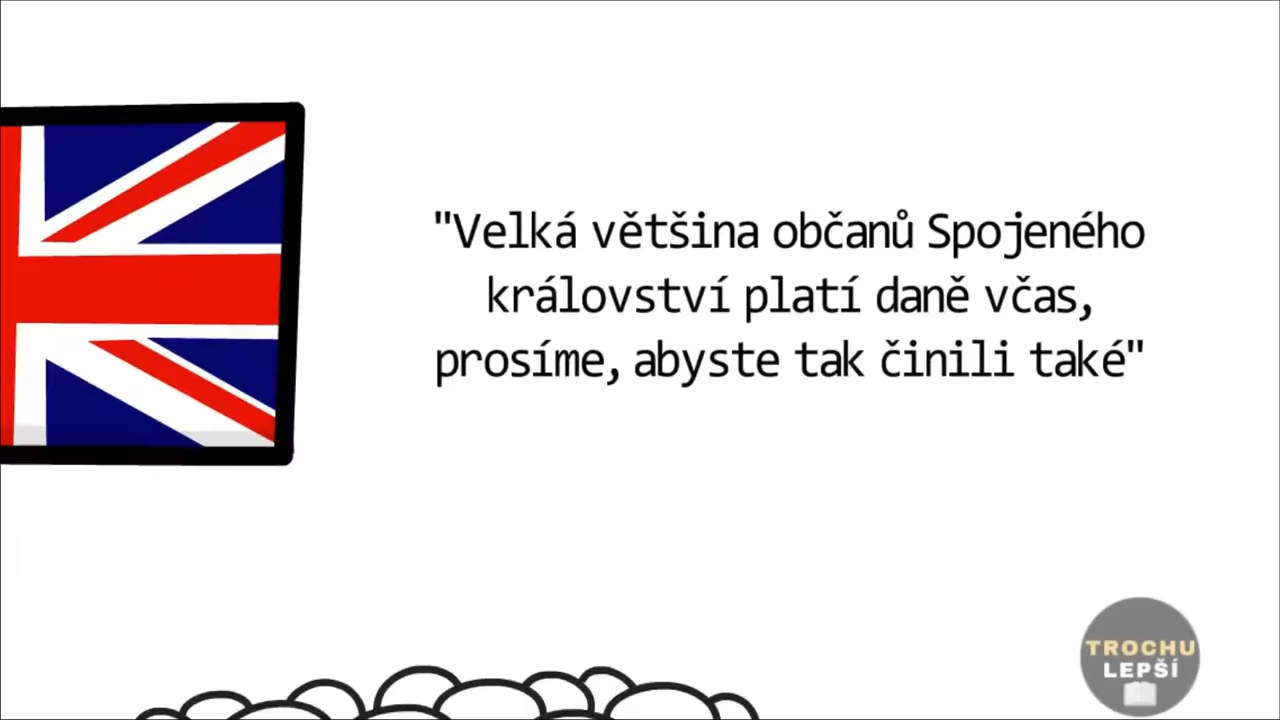 "Velká většina občanů Spojeného
království platí daně včas,
prosíme, abyste tak činili také"
TROCHU
LEPŠÍ